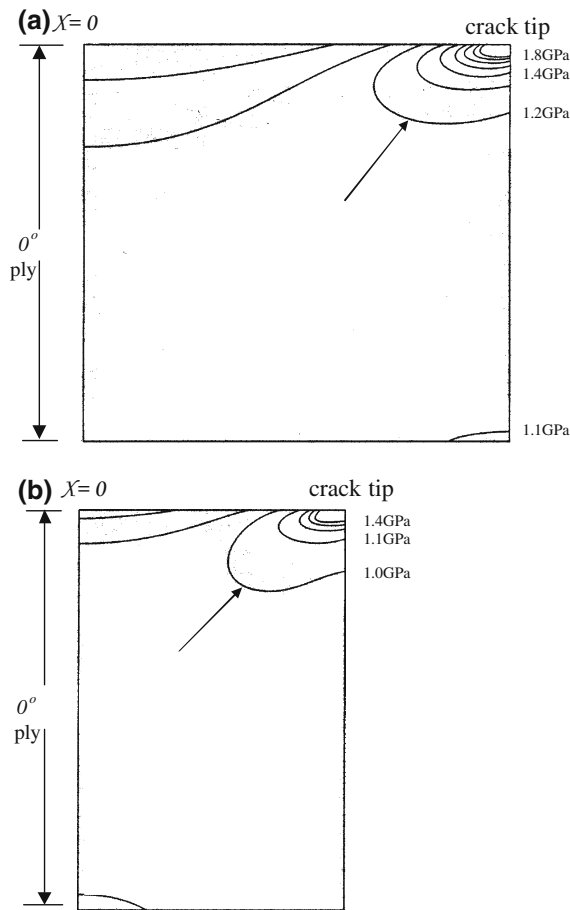 (a) X= 0
crack tip
1.8GPa
1.4GPa
1.2GPa
0° ply
1.1GPa
(b) X= 0
crack tip
1.4GPa
1.1GPa
1.0GPa
0° ply